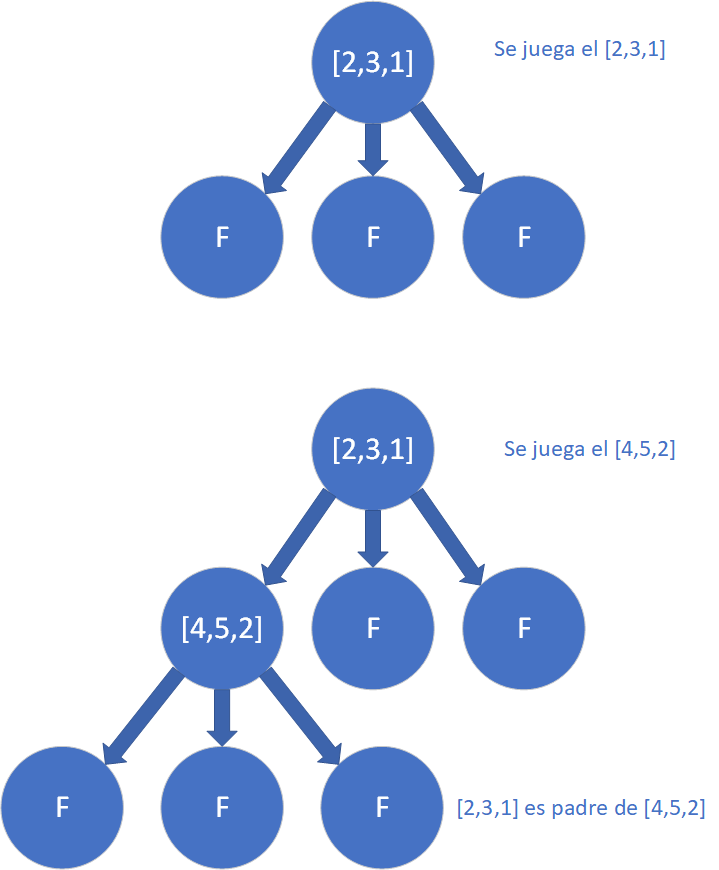 [2,3,1]
Se juega el [2,3,1]
F
F
F
[2,3,1]
Se juega el [4,5,2]
[4,5,2]
F
F
F
F
F
[2,3,1] es padre de [4,5,2]